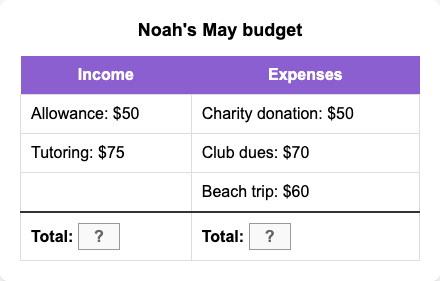 Noah's May budget
Income Expenses
Allowance: $50 Charity donation: $50
Tutoring: $75 Club dues: $70
Beach trip: $60
Total: ? Total: ?